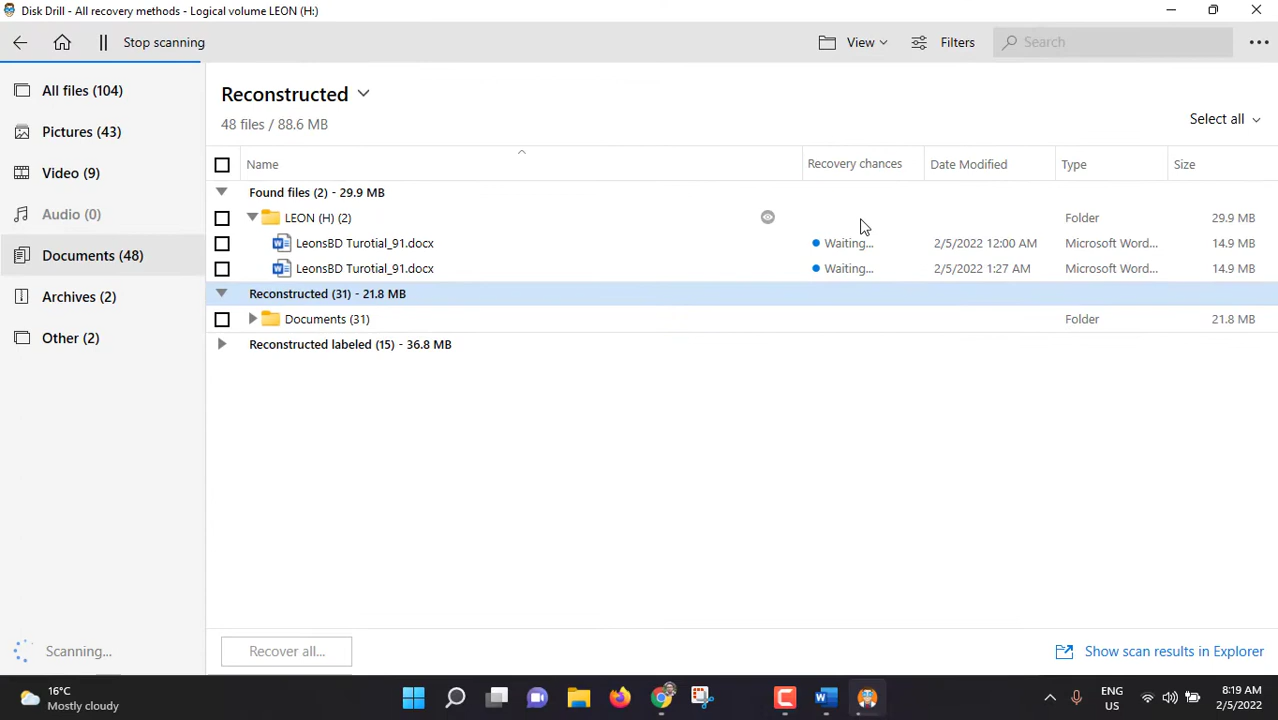 Disk Drill - All recovery methods - Logical volume LEON (H:)
Stop scanning
View
Filters
Search
All files (104)
Pictures (43)
Video (9)
Audio (0)
Documents (48)
Archives (2)
Other (2)
Scanning...
Reconstructed
48 files / 88.6 MB
Select all
Name Recovery chances Date Modified Type Size
Found files (2) - 29.9 MB
LEON (H) (2) Folder 29.9 MB
LeonsBD Turotial_91.docx Waiting... 2/5/2022 12:00 AM Microsoft Word... 14.9 MB
LeonsBD Turotial_91.docx Waiting... 2/5/2022 1:27 AM Microsoft Word... 14.9 MB
Reconstructed (31) - 21.8 MB
Documents (31) Folder 21.8 MB
Reconstructed labeled (15) - 36.8 MB
Recover all...
Show scan results in Explorer
16°C
Mostly cloudy
ENG
US
8:19 AM
2/5/2022